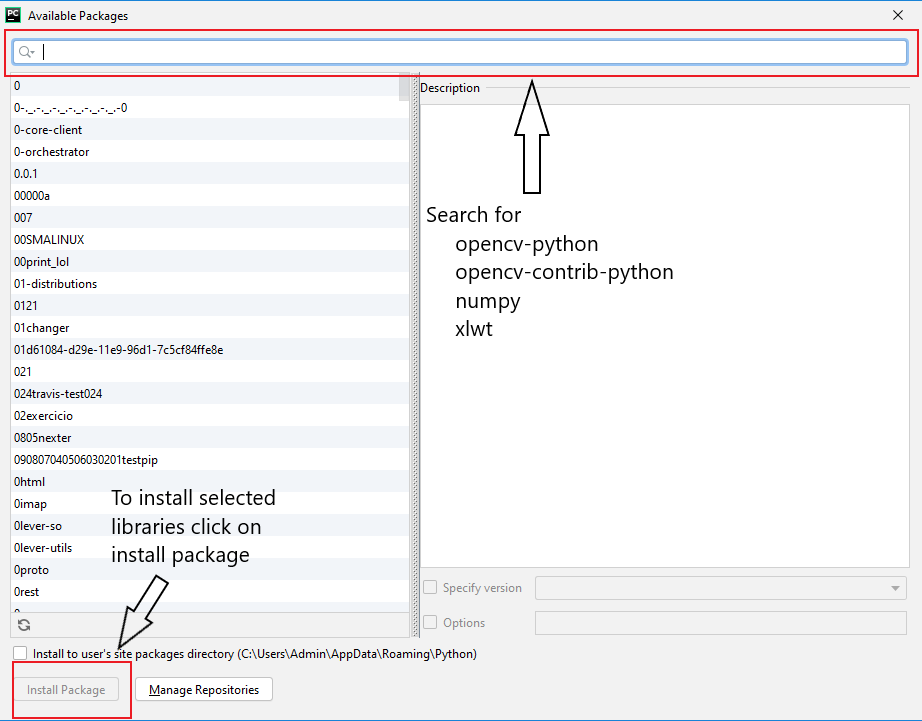 PC
Available Packages
0
0-._.-._.-._.-._.-._.-._.-0
0-core-client
0-orchestrator
0.0.1
00000a
007
00SMALINUX
00print_lol
01-distributions
0121
01changer
01d61084-d29e-11e9-96d1-7c5cf84ffe8e
021
024travis-test024
02exercicio
0805nexter
090807040506030201testpip
0html
0imap
0lever-so
0lever-utils
0proto
0rest
Description
Search for
opencv-python
opencv-contrib-python
numpy
xlwt
To install selected
libraries click on
install package
Specify version
Options
Install to user's site packages directory (C:\Users\Admin\AppData\Roaming\Python)
Install Package
Manage Repositories